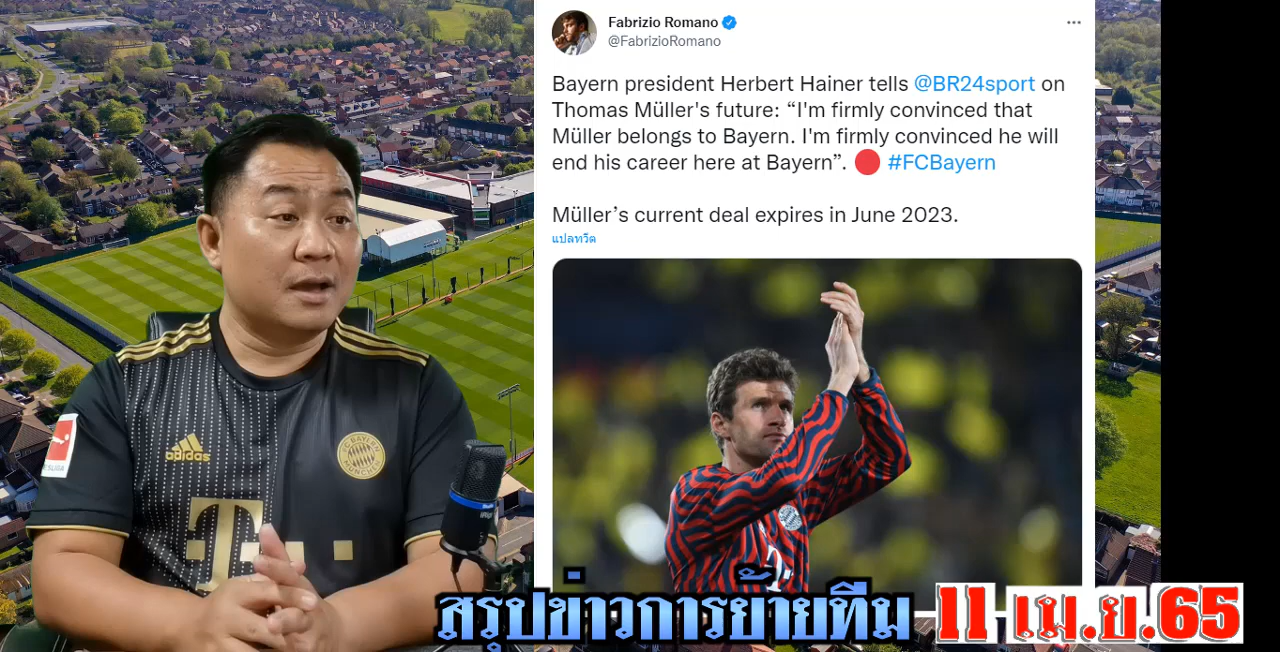 Fabrizio Romano
@FabrizioRomano
Bayern president Herbert Hainer tells @BR24sport on
Thomas Müller's future: “I'm firmly convinced that
Müller belongs to Bayern. I'm firmly convinced he will
end his career here at Bayern”. 🔴 #FCBayern
Müller’s current deal expires in June 2023.
แปลทวีต
adidas
FC BAYERN
MÜNCHEN
T
สรุปข่าวการย้ายทีม 11 เม.ย.65